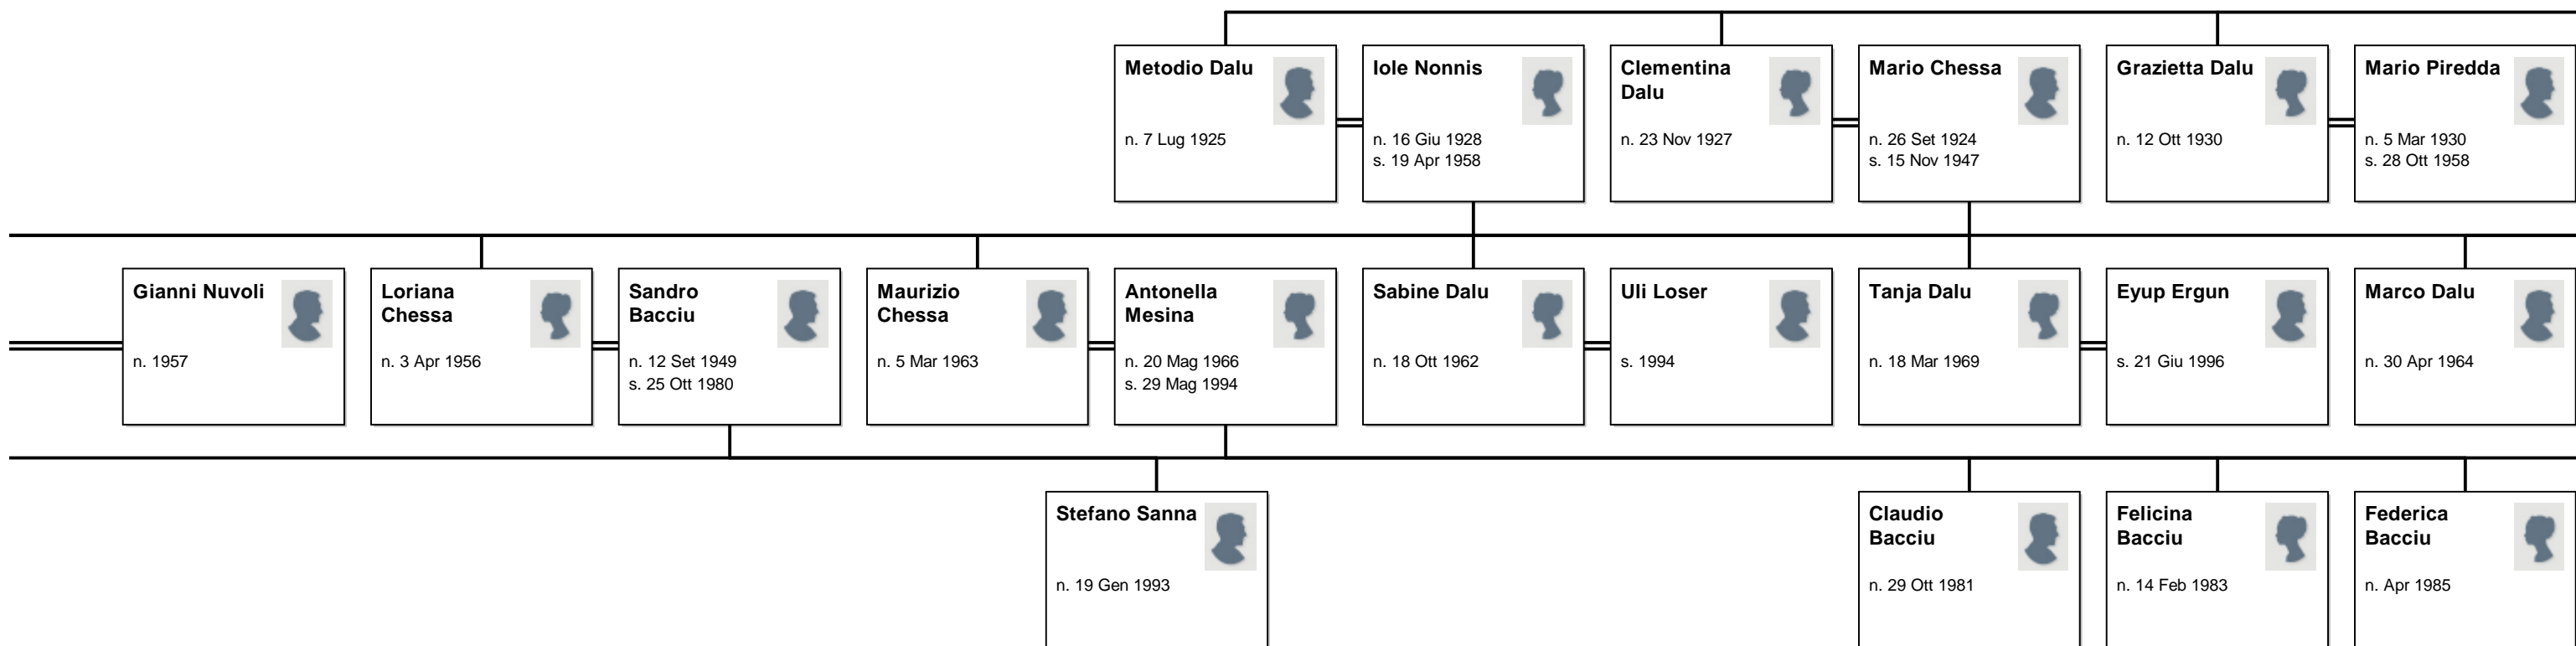 Metodio Dalu
n. 7 Lug 1925
Iole Nonnis
n. 16 Giu 1928
s. 19 Apr 1958
Clementina
Dalu
n. 23 Nov 1927
Mario Chessa
n. 26 Set 1924
s. 15 Nov 1947
Grazietta Dalu
n. 12 Ott 1930
Mario Piredda
n. 5 Mar 1930
s. 28 Ott 1958
Gianni Nuvoli
n. 1957
Loriana
Chessa
n. 3 Apr 1956
Sandro
Bacciu
n. 12 Set 1949
s. 25 Ott 1980
Maurizio
Chessa
n. 5 Mar 1963
Antonella
Mesina
n. 20 Mag 1966
s. 29 Mag 1994
Sabine Dalu
n. 18 Ott 1962
Uli Loser
s. 1994
Tanja Dalu
n. 18 Mar 1969
Eyup Ergun
s. 21 Giu 1996
Marco Dalu
n. 30 Apr 1964
Stefano Sanna
n. 19 Gen 1993
Claudio
Bacciu
n. 29 Ott 1981
Felicina
Bacciu
n. 14 Feb 1983
Federica
Bacciu
n. Apr 1985